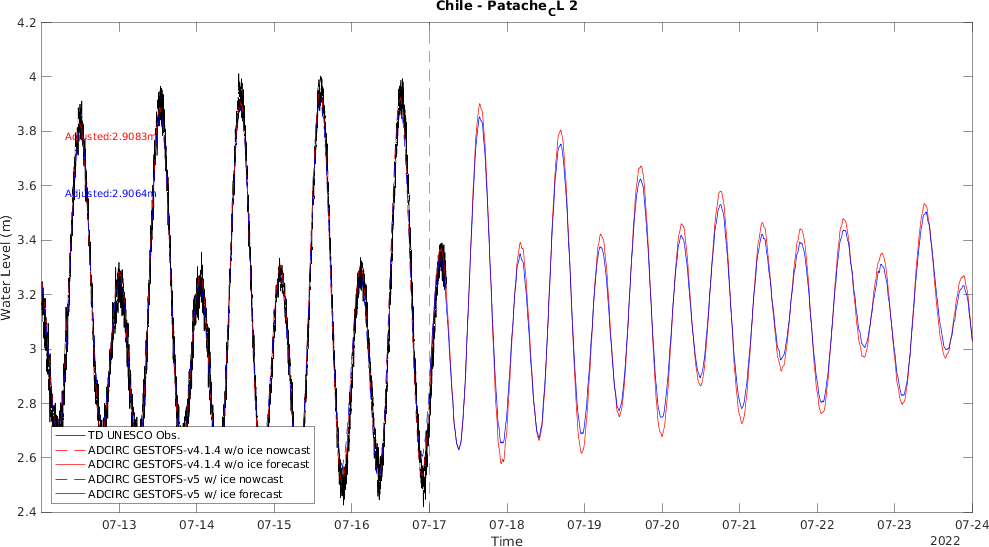 Chile - Patache_CL 2
Water Level (m)
4.2
4
3.8
3.6
3.4
3.2
3
2.8
2.6
2.4
Adjusted:2.9083m
Adjusted:2.9064m
TD UNESCO Obs.
ADCIRC GESTOFS-v4.1.4 w/o ice nowcast
ADCIRC GESTOFS-v4.1.4 w/o ice forecast
ADCIRC GESTOFS-v5 w/ ice nowcast
ADCIRC GESTOFS-v5 w/ ice forecast
07-13 07-14 07-15 07-16 07-17 07-18 07-19 07-20 07-20 07-21 07-22 07-23 07-24
Time
2022